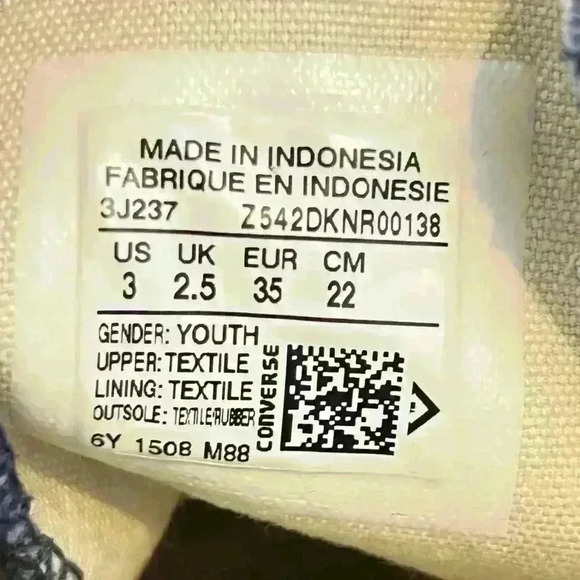 MADE IN INDONESIA
FABRIQUE EN INDONESIE
3J237 Z542DKNR00138
US UK EUR CM
3 2.5 35 22
GENDER: YOUTH
UPPER: TEXTILE
LINING: TEXTILE
OUTSOLE: TEXTILE/RUBBER
6Y 1508 M88
CONVERSE